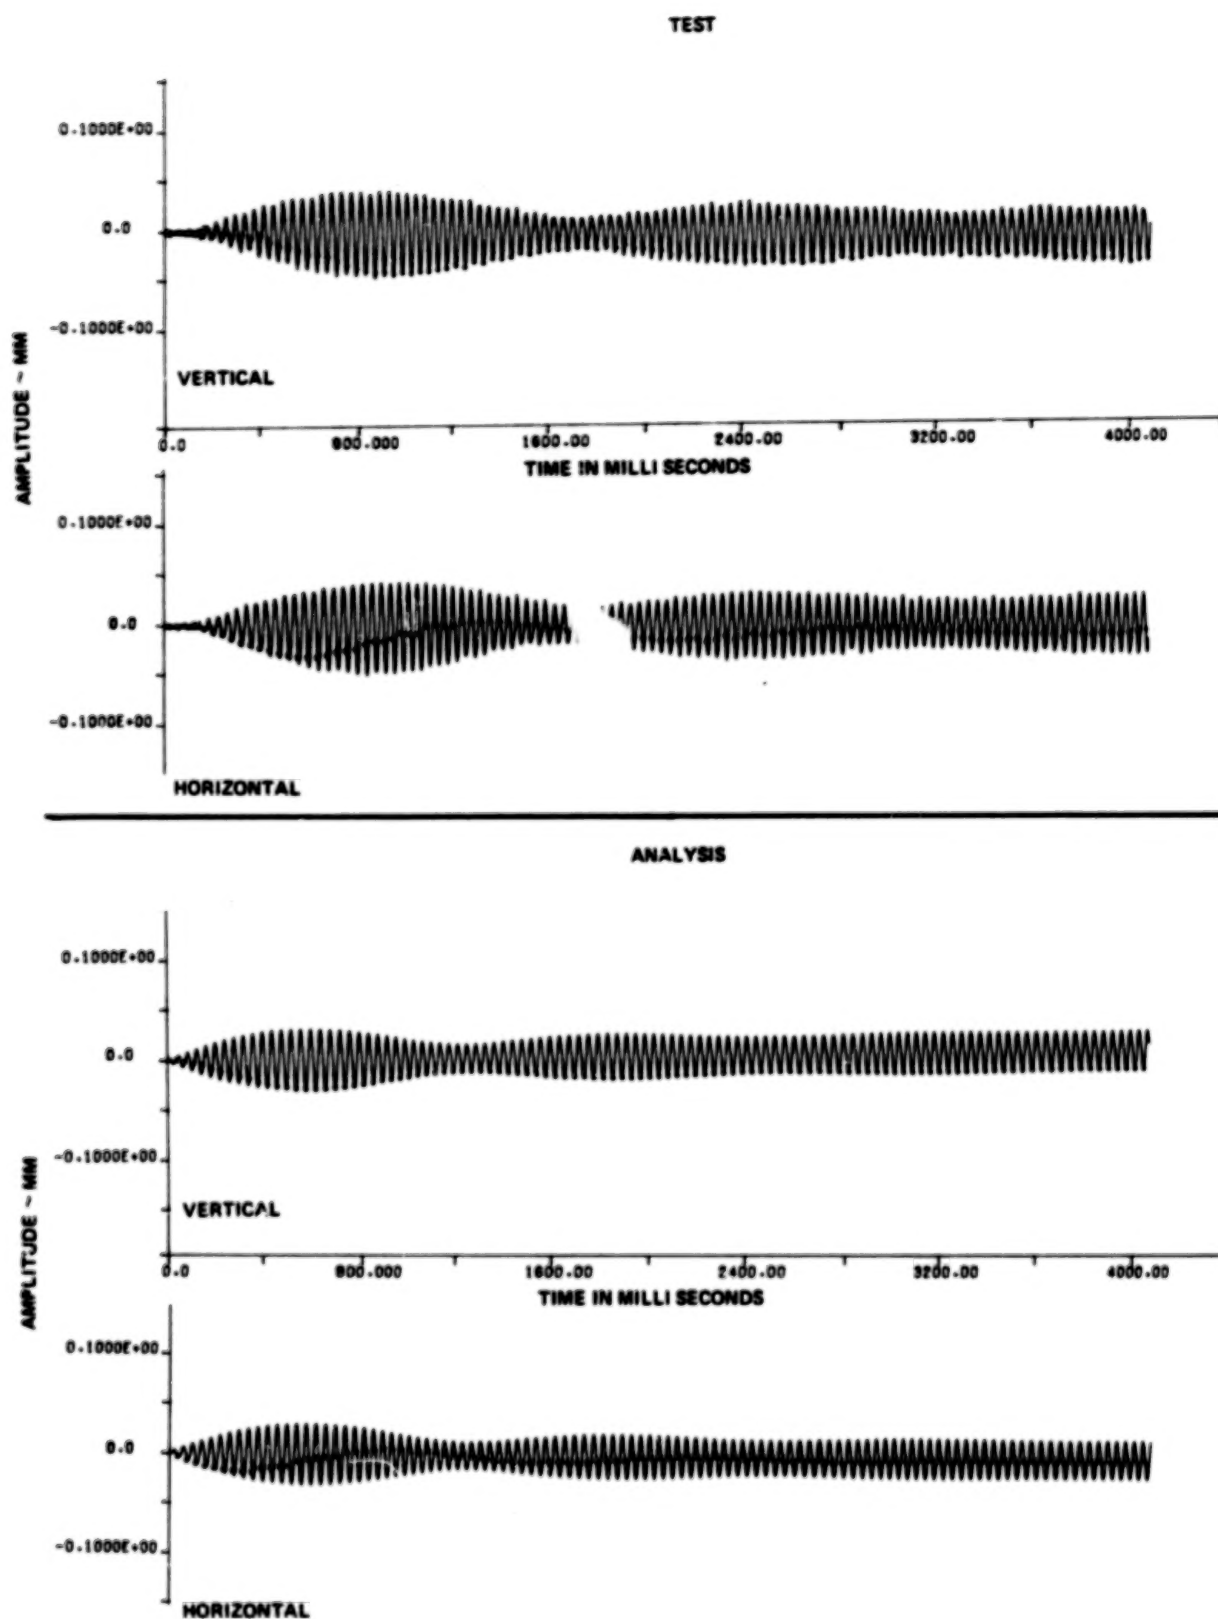 TEST
0.1000E+00
0.0
-0.1000E+00
AMPLITUDE ~ MM
VERTICAL
0.0 800.000 1600.00 2400.00 3200.00 4000.00
TIME IN MILLI SECONDS
0.1000E+00
0.0
-0.1000E+00
HORIZONTAL
ANALYSIS
0.1000E+00
0.0
-0.1000E+00
AMPLITUDE ~ MM
VERTICAL
0.0 800.000 1600.00 2400.00 3200.00 4000.00
TIME IN MILLI SECONDS
0.1000E+00
0.0
-0.1000E+00
HORIZONTAL